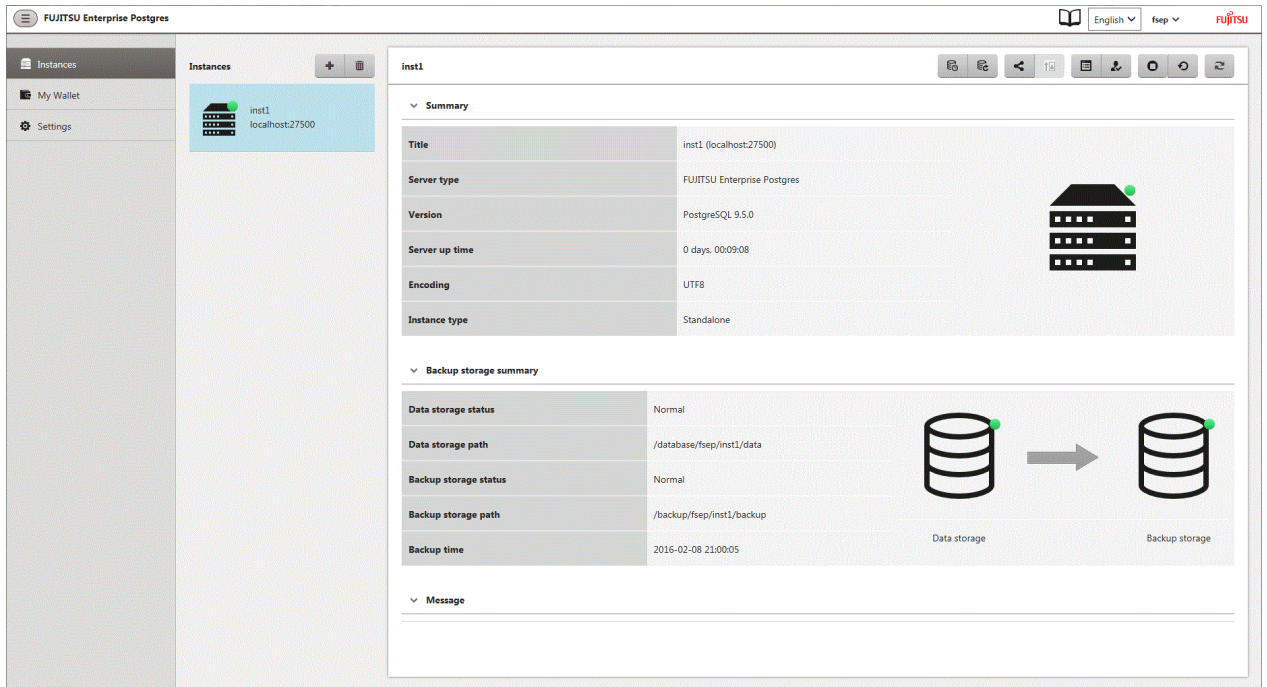 FUJITSU Enterprise Postgres
English
fsep
FUJITSU
Instances
My Wallet
Settings
Instances
inst1
localhost:27500
inst1
Summary
Title inst1 (localhost:27500)
Server type FUJITSU Enterprise Postgres
Version PostgreSQL 9.5.0
Server up time 0 days, 00:09:08
Encoding UTF8
Instance type Standalone
Backup storage summary
Data storage status Normal
Data storage path /database/fsep/inst1/data
Backup storage status Normal
Backup storage path /backup/fsep/inst1/backup
Backup time 2016-02-08 21:00:05
Data storage
Backup storage
Message